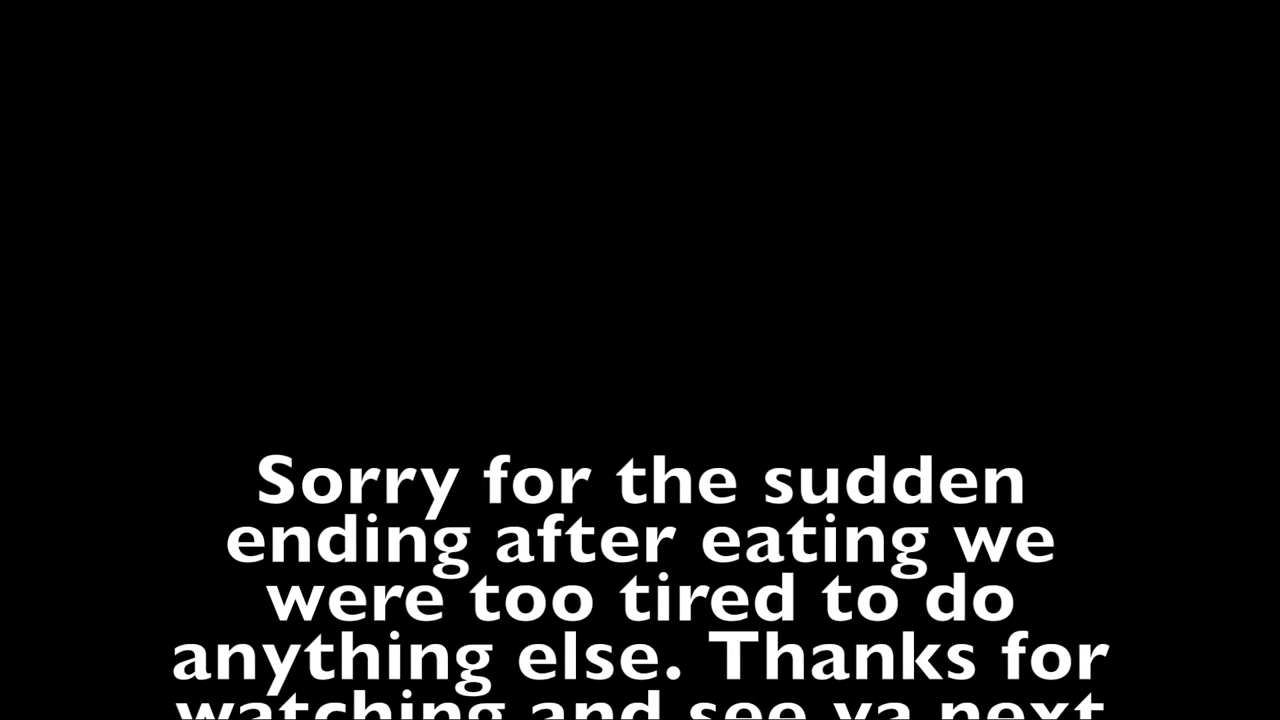 Sorry for the sudden
ending after eating we
were too tired to do
anything else. Thanks for
watching and see ya next